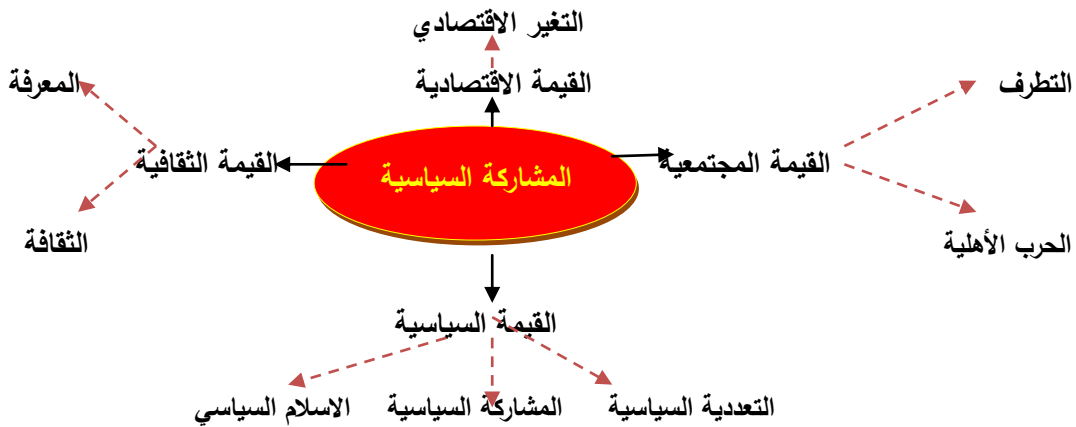 التغير الاقتصادي
القيمة الاقتصادية
التطرف
المعرفة
القيمة المجتمعية
المشاركة السياسية
القيمة الثقافية
الحرب الأهلية
الثقافة
القيمة السياسية
التعددية السياسية
المشاركة السياسية
الاسلام السياسي